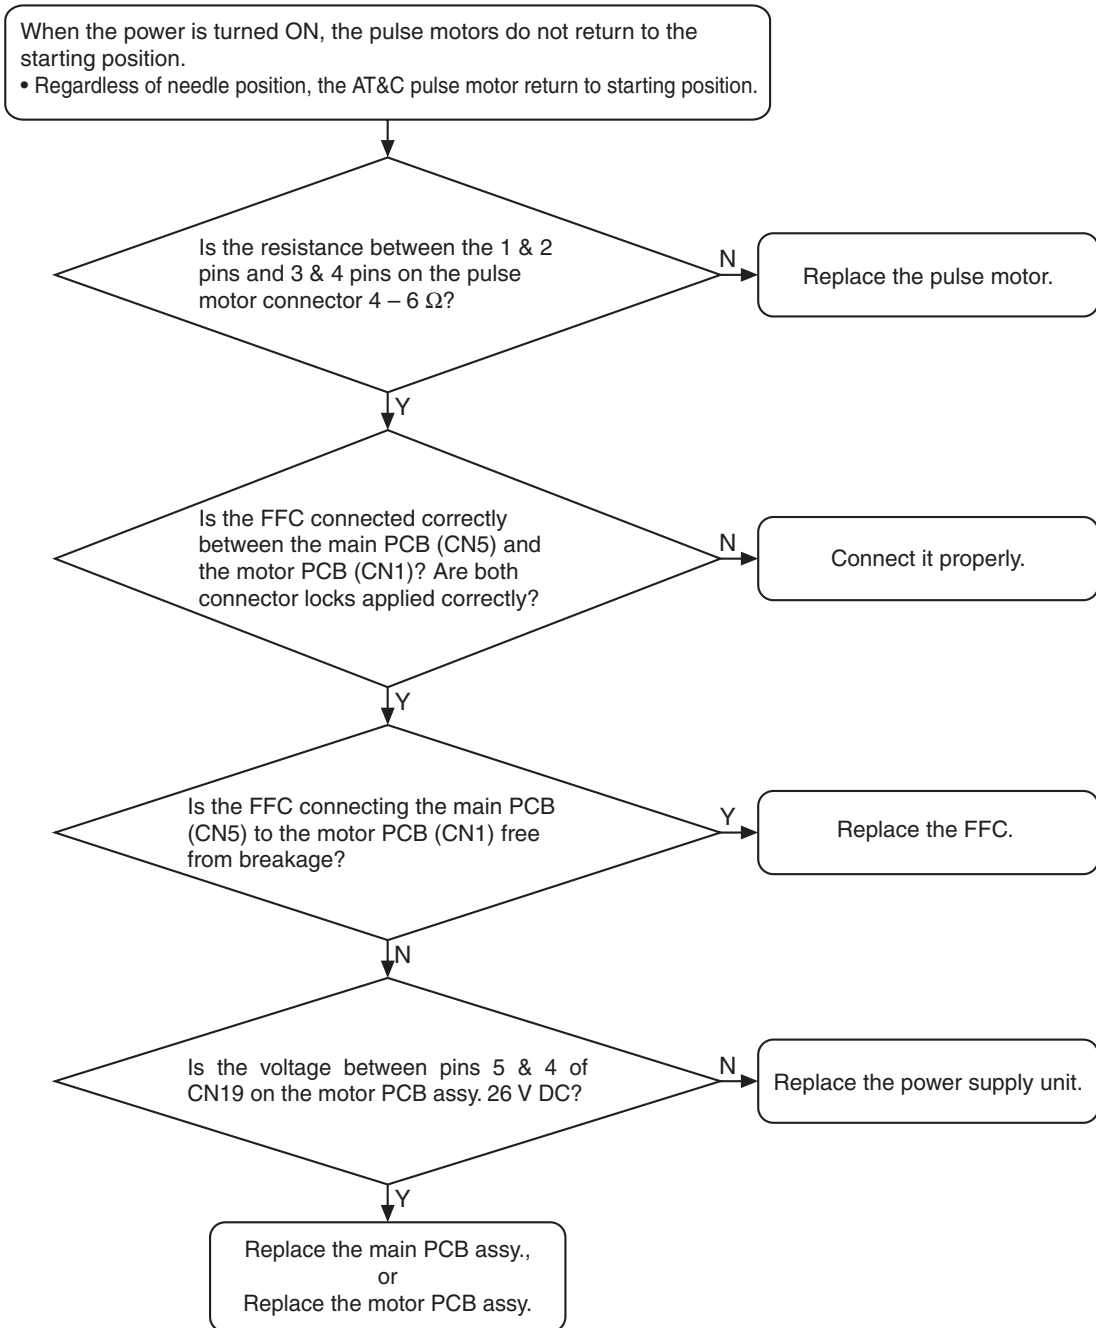 When the power is turned ON, the pulse motors do not return to the
starting position.
• Regardless of needle position, the AT&C pulse motor return to starting position.
Is the resistance between the 1 & 2
pins and 3 & 4 pins on the pulse
motor connector 4 – 6 Ω?
N
Replace the pulse motor.
Y
Is the FFC connected correctly
between the main PCB (CN5) and
the motor PCB (CN1)? Are both
connector locks applied correctly?
N
Connect it properly.
Y
Is the FFC connecting the main PCB
(CN5) to the motor PCB (CN1) free
from breakage?
Y
Replace the FFC.
N
Is the voltage between pins 5 & 4 of
CN19 on the motor PCB assy. 26 V DC?
N
Replace the power supply unit.
Y
Replace the main PCB assy.,
or
Replace the motor PCB assy.